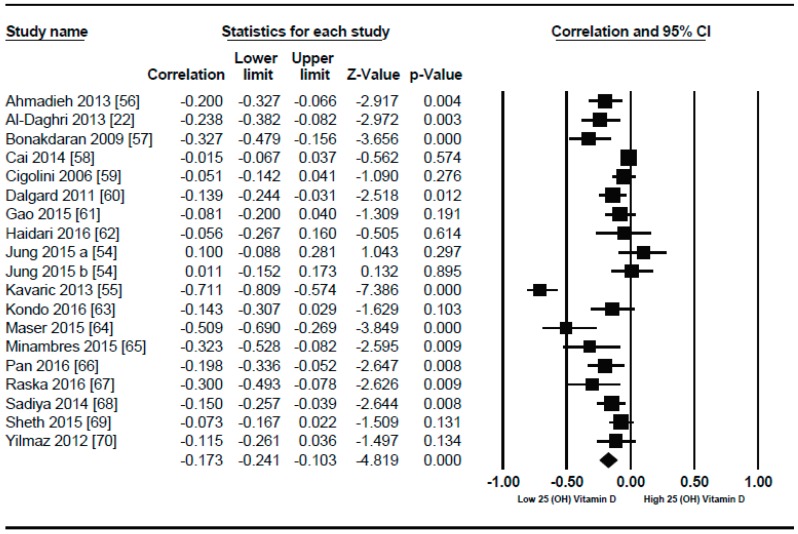 Study name Statistics for each study Correlation and 95% CI
Correlation Lower limit Upper limit Z-Value p-Value
Ahmadieh 2013 [56] -0.200 -0.327 -0.066 -2.917 0.004
Al-Daghri 2013 [22] -0.238 -0.382 -0.082 -2.972 0.003
Bonakdaran 2009 [57] -0.327 -0.479 -0.156 -3.656 0.000
Cai 2014 [58] -0.015 -0.067 0.037 -0.562 0.574
Cigolini 2006 [59] -0.051 -0.142 0.041 -1.090 0.276
Dalgard 2011 [60] -0.139 -0.244 -0.031 -2.518 0.012
Gao 2015 [61] -0.081 -0.200 0.040 -1.309 0.191
Haidari 2016 [62] -0.056 -0.267 0.160 -0.505 0.614
Jung 2015 a [54] 0.100 -0.088 0.281 1.043 0.297
Jung 2015 b [54] 0.011 -0.152 0.173 0.132 0.895
Kavaric 2013 [55] -0.711 -0.809 -0.574 -7.386 0.000
Kondo 2016 [63] -0.143 -0.307 0.029 -1.629 0.103
Maser 2015 [64] -0.509 -0.690 -0.269 -3.849 0.000
Minambres 2015 [65] -0.323 -0.528 -0.082 -2.595 0.009
Pan 2016 [66] -0.198 -0.336 -0.052 -2.647 0.008
Raska 2016 [67] -0.300 -0.493 -0.078 -2.626 0.009
Sadiya 2014 [68] -0.150 -0.257 -0.039 -2.644 0.008
Sheth 2015 [69] -0.073 -0.167 0.022 -1.509 0.131
Yilmaz 2012 [70] -0.115 -0.261 0.036 -1.497 0.134
-0.173 -0.241 -0.103 -4.819 0.000
-1.00 -0.50 0.00 0.50 1.00
Low 25 (OH) Vitamin D High 25 (OH) Vitamin D